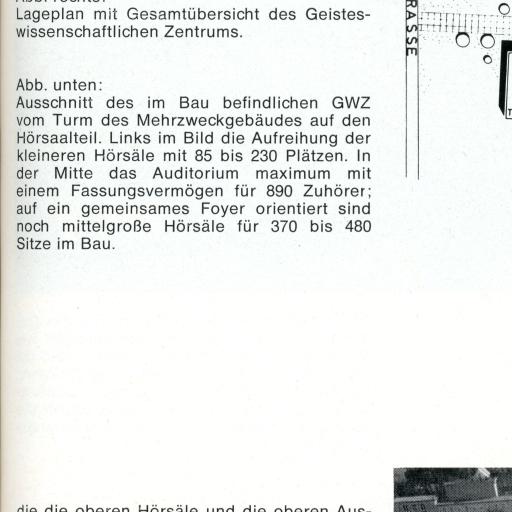 Lageplan mit Gesamtübersicht des Geistes-
wissenschaftlichen Zentrums.
Abb. unten:
Ausschnitt des im Bau befindlichen GWZ
vom Turm des Mehrzweckgebäudes auf den
Hörsaalteil. Links im Bild die Aufreihung der
kleineren Hörsäle mit 85 bis 230 Plätzen. In
der Mitte das Auditorium maximum mit
einem Fassungsvermögen für 890 Zuhörer;
auf ein gemeinsames Foyer orientiert sind
noch mittelgroße Hörsäle für 370 bis 480
Sitze im Bau.
die die oberen Hörsäle und die oberen Aus-
RASSE